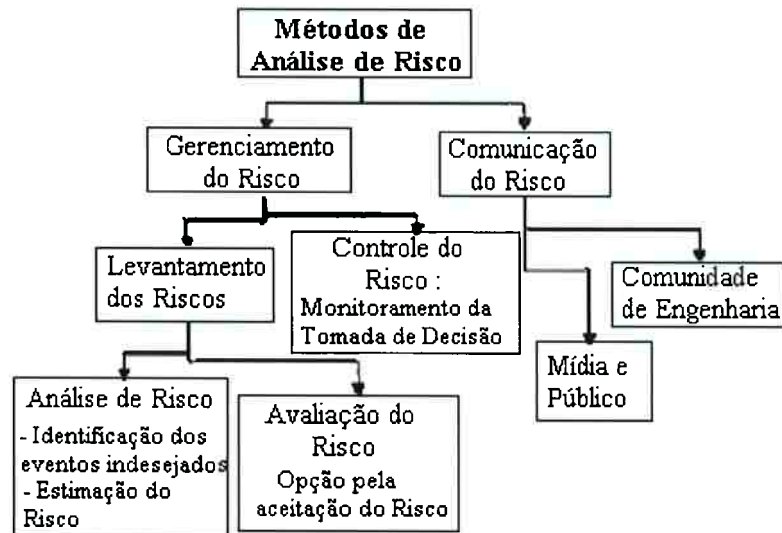 Métodos de
Análise de Risco
Gerenciamento
do Risco
Comunicação
do Risco
Levantamento
dos Riscos
Controle do
Risco :
Monitoramento da
Tomada de Decisão
Comunidade
de Engenharia
Mídia e
Público
Análise de Risco
- Identificação dos
eventos indesejados
- Estimação do
Risco
Avaliação do
Risco
Opção pela
aceitação do Risco